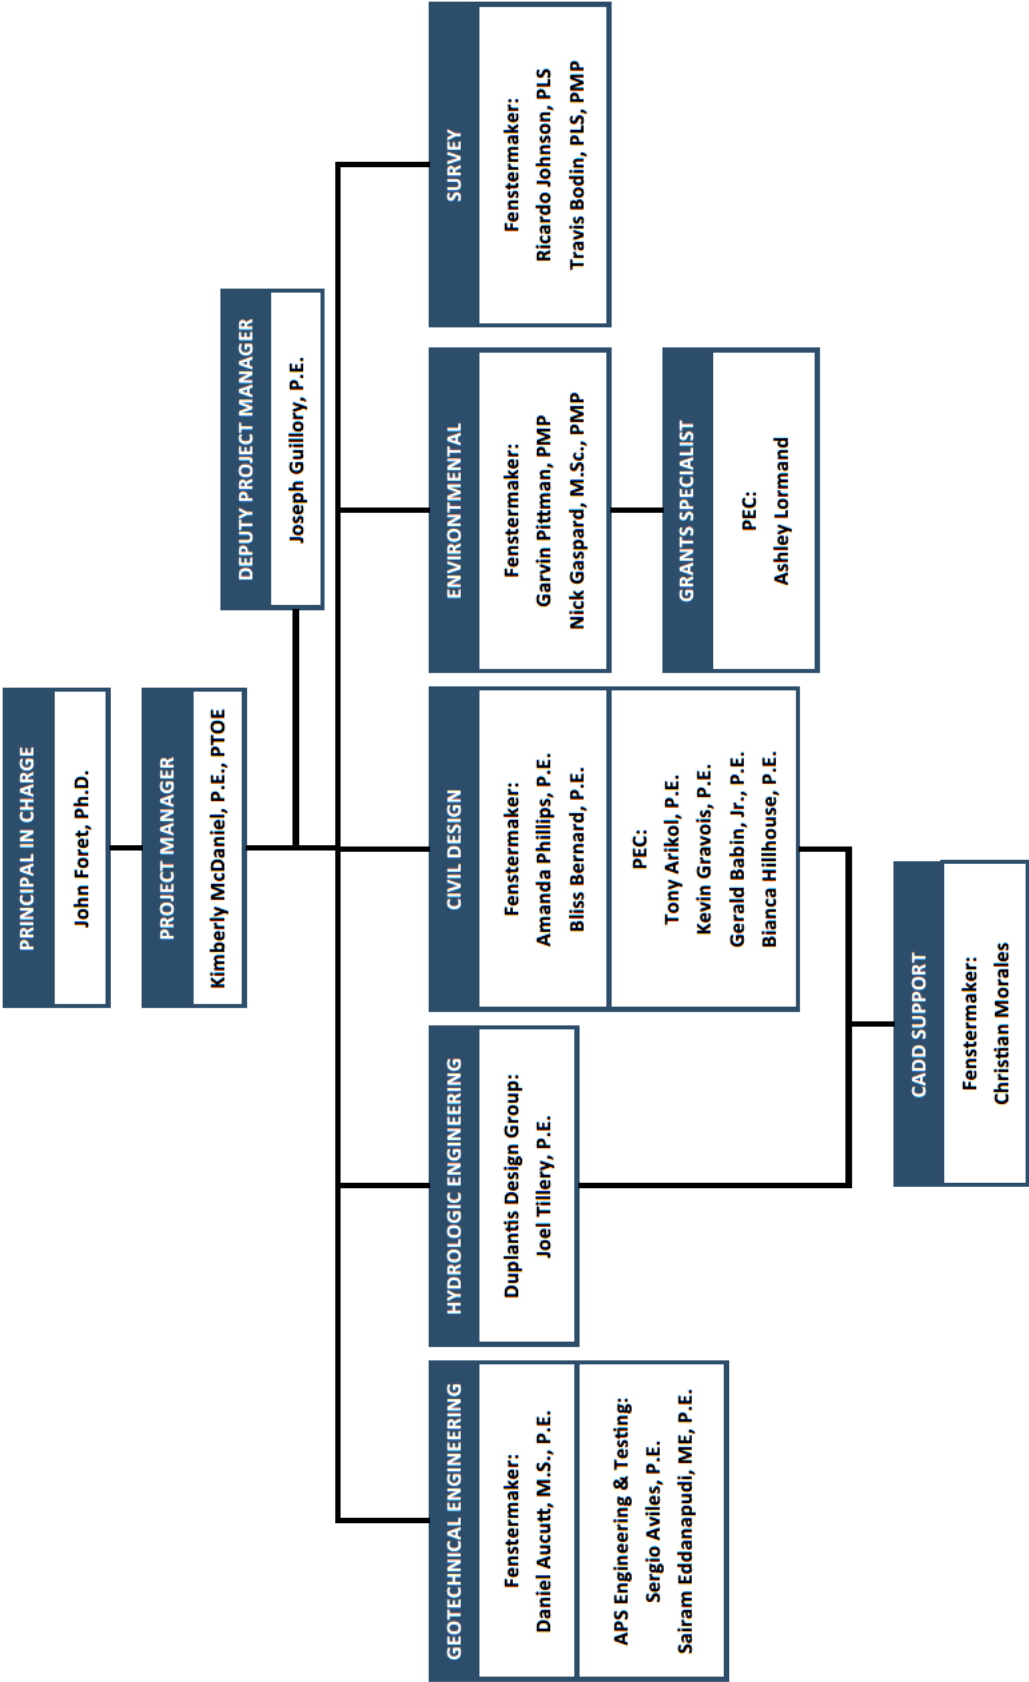 PRINCIPAL IN CHARGE
John Foret, Ph.D.
PROJECT MANAGER
Kimberly McDaniel, P.E., PTOE
DEPUTY PROJECT MANAGER
Joseph Guillory, P.E.
GEOTECHNICAL ENGINEERING
Fenstermaker:
Daniel Aucutt, M.S., P.E.
APS Engineering & Testing:
Sergio Aviles, P.E.
Sairam Eddanapudi, ME, P.E.
HYDROLOGIC ENGINEERING
Duplantis Design Group:
Joel Tillery, P.E.
CIVIL DESIGN
Fenstermaker:
Amanda Phillips, P.E.
Bliss Bernard, P.E.
PEC:
Tony Arikol, P.E.
Kevin Gravois, P.E.
Gerald Babin, Jr., P.E.
Bianca Hillhouse, P.E.
ENVIRONTMENTAL
Fenstermaker:
Garvin Pittman, PMP
Nick Gaspard, M.Sc., PMP
SURVEY
Fenstermaker:
Ricardo Johnson, PLS
Travis Bodin, PLS, PMP
GRANTS SPECIALIST
PEC:
Ashley Lormand
CADD SUPPORT
Fenstermaker:
Christian Morales